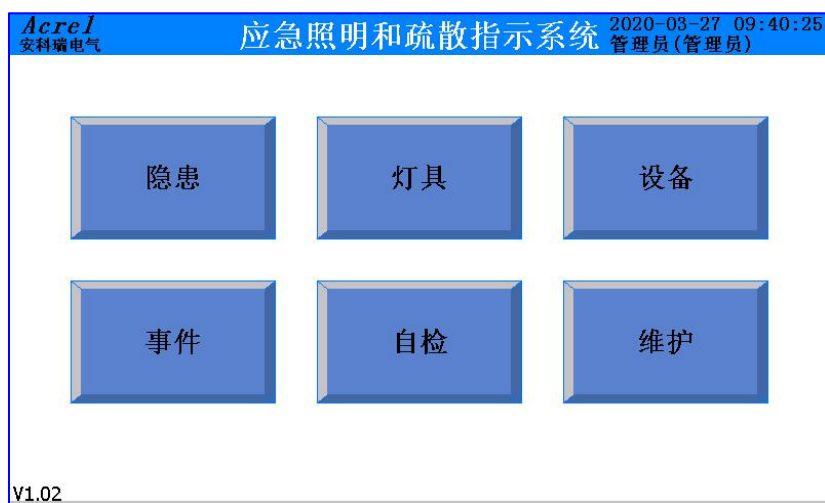 Acrel
安科瑞电气
应急照明和疏散指示系统
2020-03-27 09:40:25
管理员(管理员)
隐患
灯具
设备
事件
自检
维护
V1.02